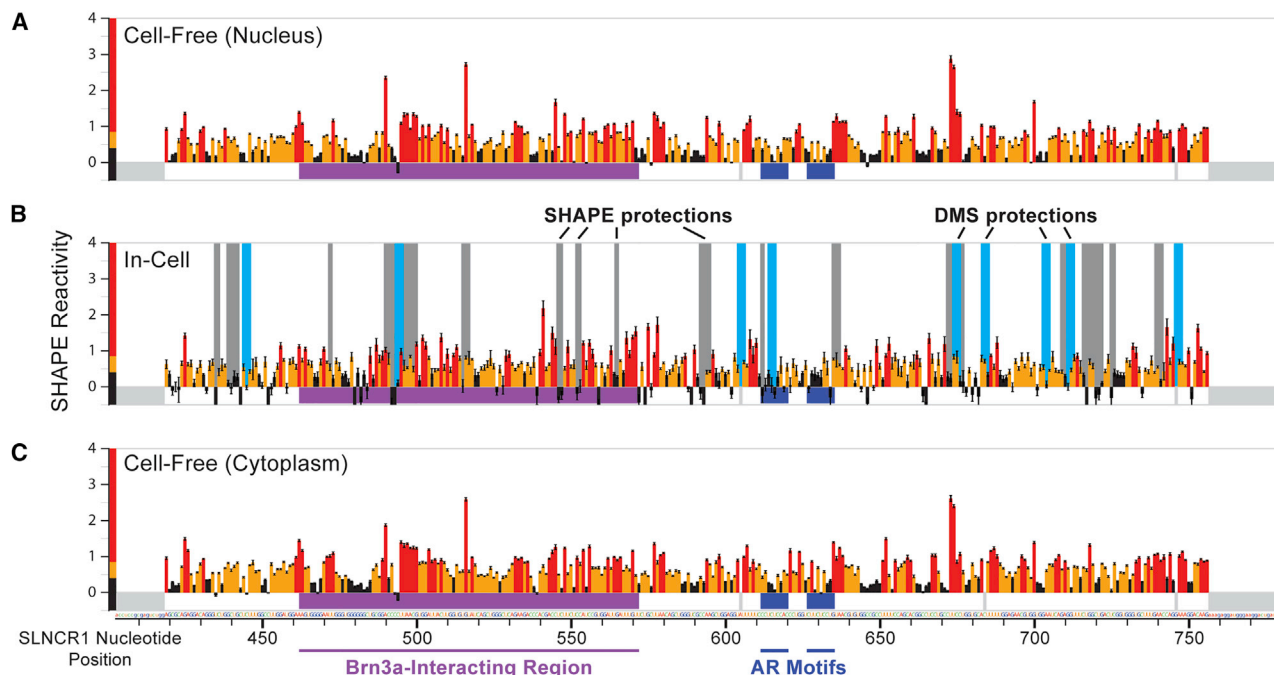 A
Cell-Free (Nucleus)
4
3
2
1
0
B
SHAPE protections
DMS protections
In-Cell
4
3
2
1
0
SHAPE Reactivity
C
Cell-Free (Cytoplasm)
4
3
2
1
0
SLNCR1 Nucleotide Position
450
500
550
600
650
700
750
Brn3a-Interacting Region
AR Motifs